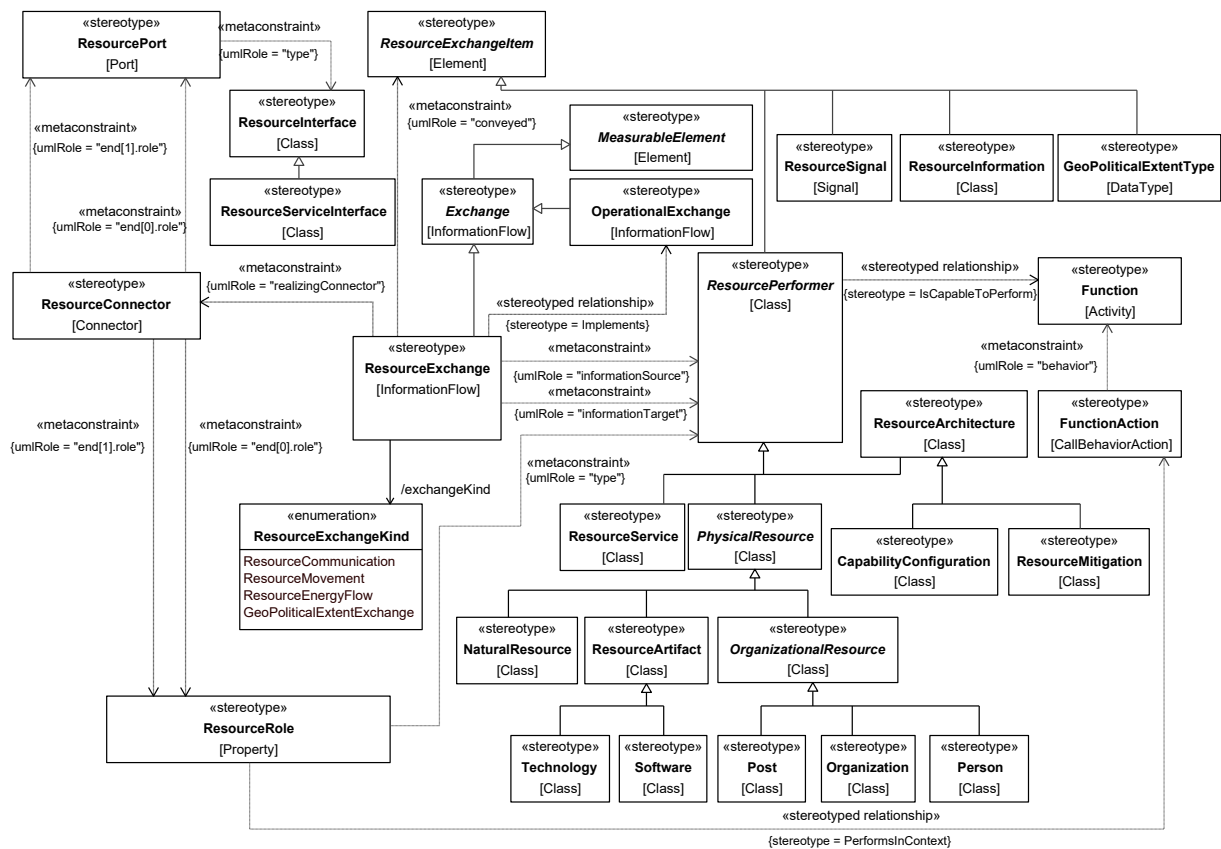 «stereotype»
ResourcePort
[Port]
«metaconstraint»
{umlRole = "type"}
«stereotype»
ResourceExchangeItem
[Element]
«stereotype»
ResourceInterface
[Class]
«metaconstraint»
{umlRole = "conveyed"}
«stereotype»
MeasurableElement
[Element]
«stereotype»
ResourceSignal
[Signal]
«stereotype»
ResourceInformation
[Class]
«stereotype»
GeoPoliticalExtentType
[DataType]
«metaconstraint»
{umlRole = "end[1].role"}
«metaconstraint»
{umlRole = "end[0].role"}
«stereotype»
ResourceServiceInterface
[Class]
«stereotype»
Exchange
[InformationFlow]
«stereotype»
OperationalExchange
[InformationFlow]
«stereotype»
ResourceConnector
[Connector]
«metaconstraint»
{umlRole = "realizingConnector"}
«stereotyped relationship»
{stereotype = Implements}
«stereotype»
ResourcePerformer
[Class]
«stereotyped relationship»
{stereotype = IsCapableToPerform}
«stereotype»
Function
[Activity]
«stereotype»
ResourceExchange
[InformationFlow]
«metaconstraint»
{umlRole = "informationSource"}
«metaconstraint»
{umlRole = "informationTarget"}
«metaconstraint»
{umlRole = "behavior"}
«stereotype»
ResourceArchitecture
[Class]
«stereotype»
FunctionAction
[CallBehaviorAction]
«metaconstraint»
{umlRole = "end[1].role"}
«metaconstraint»
{umlRole = "end[0].role"}
«metaconstraint»
{umlRole = "type"}
/exchangeKind
«enumeration»
ResourceExchangeKind
ResourceCommunication
ResourceMovement
ResourceEnergyFlow
GeoPoliticalExtentExchange
«stereotype»
ResourceService
[Class]
«stereotype»
PhysicalResource
[Class]
«stereotype»
CapabilityConfiguration
[Class]
«stereotype»
ResourceMitigation
[Class]
«stereotype»
NaturalResource
[Class]
«stereotype»
ResourceArtifact
[Class]
«stereotype»
OrganizationalResource
[Class]
«stereotype»
ResourceRole
[Property]
«stereotype»
Technology
[Class]
«stereotype»
Software
[Class]
«stereotype»
Post
[Class]
«stereotype»
Organization
[Class]
«stereotype»
Person
[Class]
«stereotyped relationship»
{stereotype = PerformsInContext}